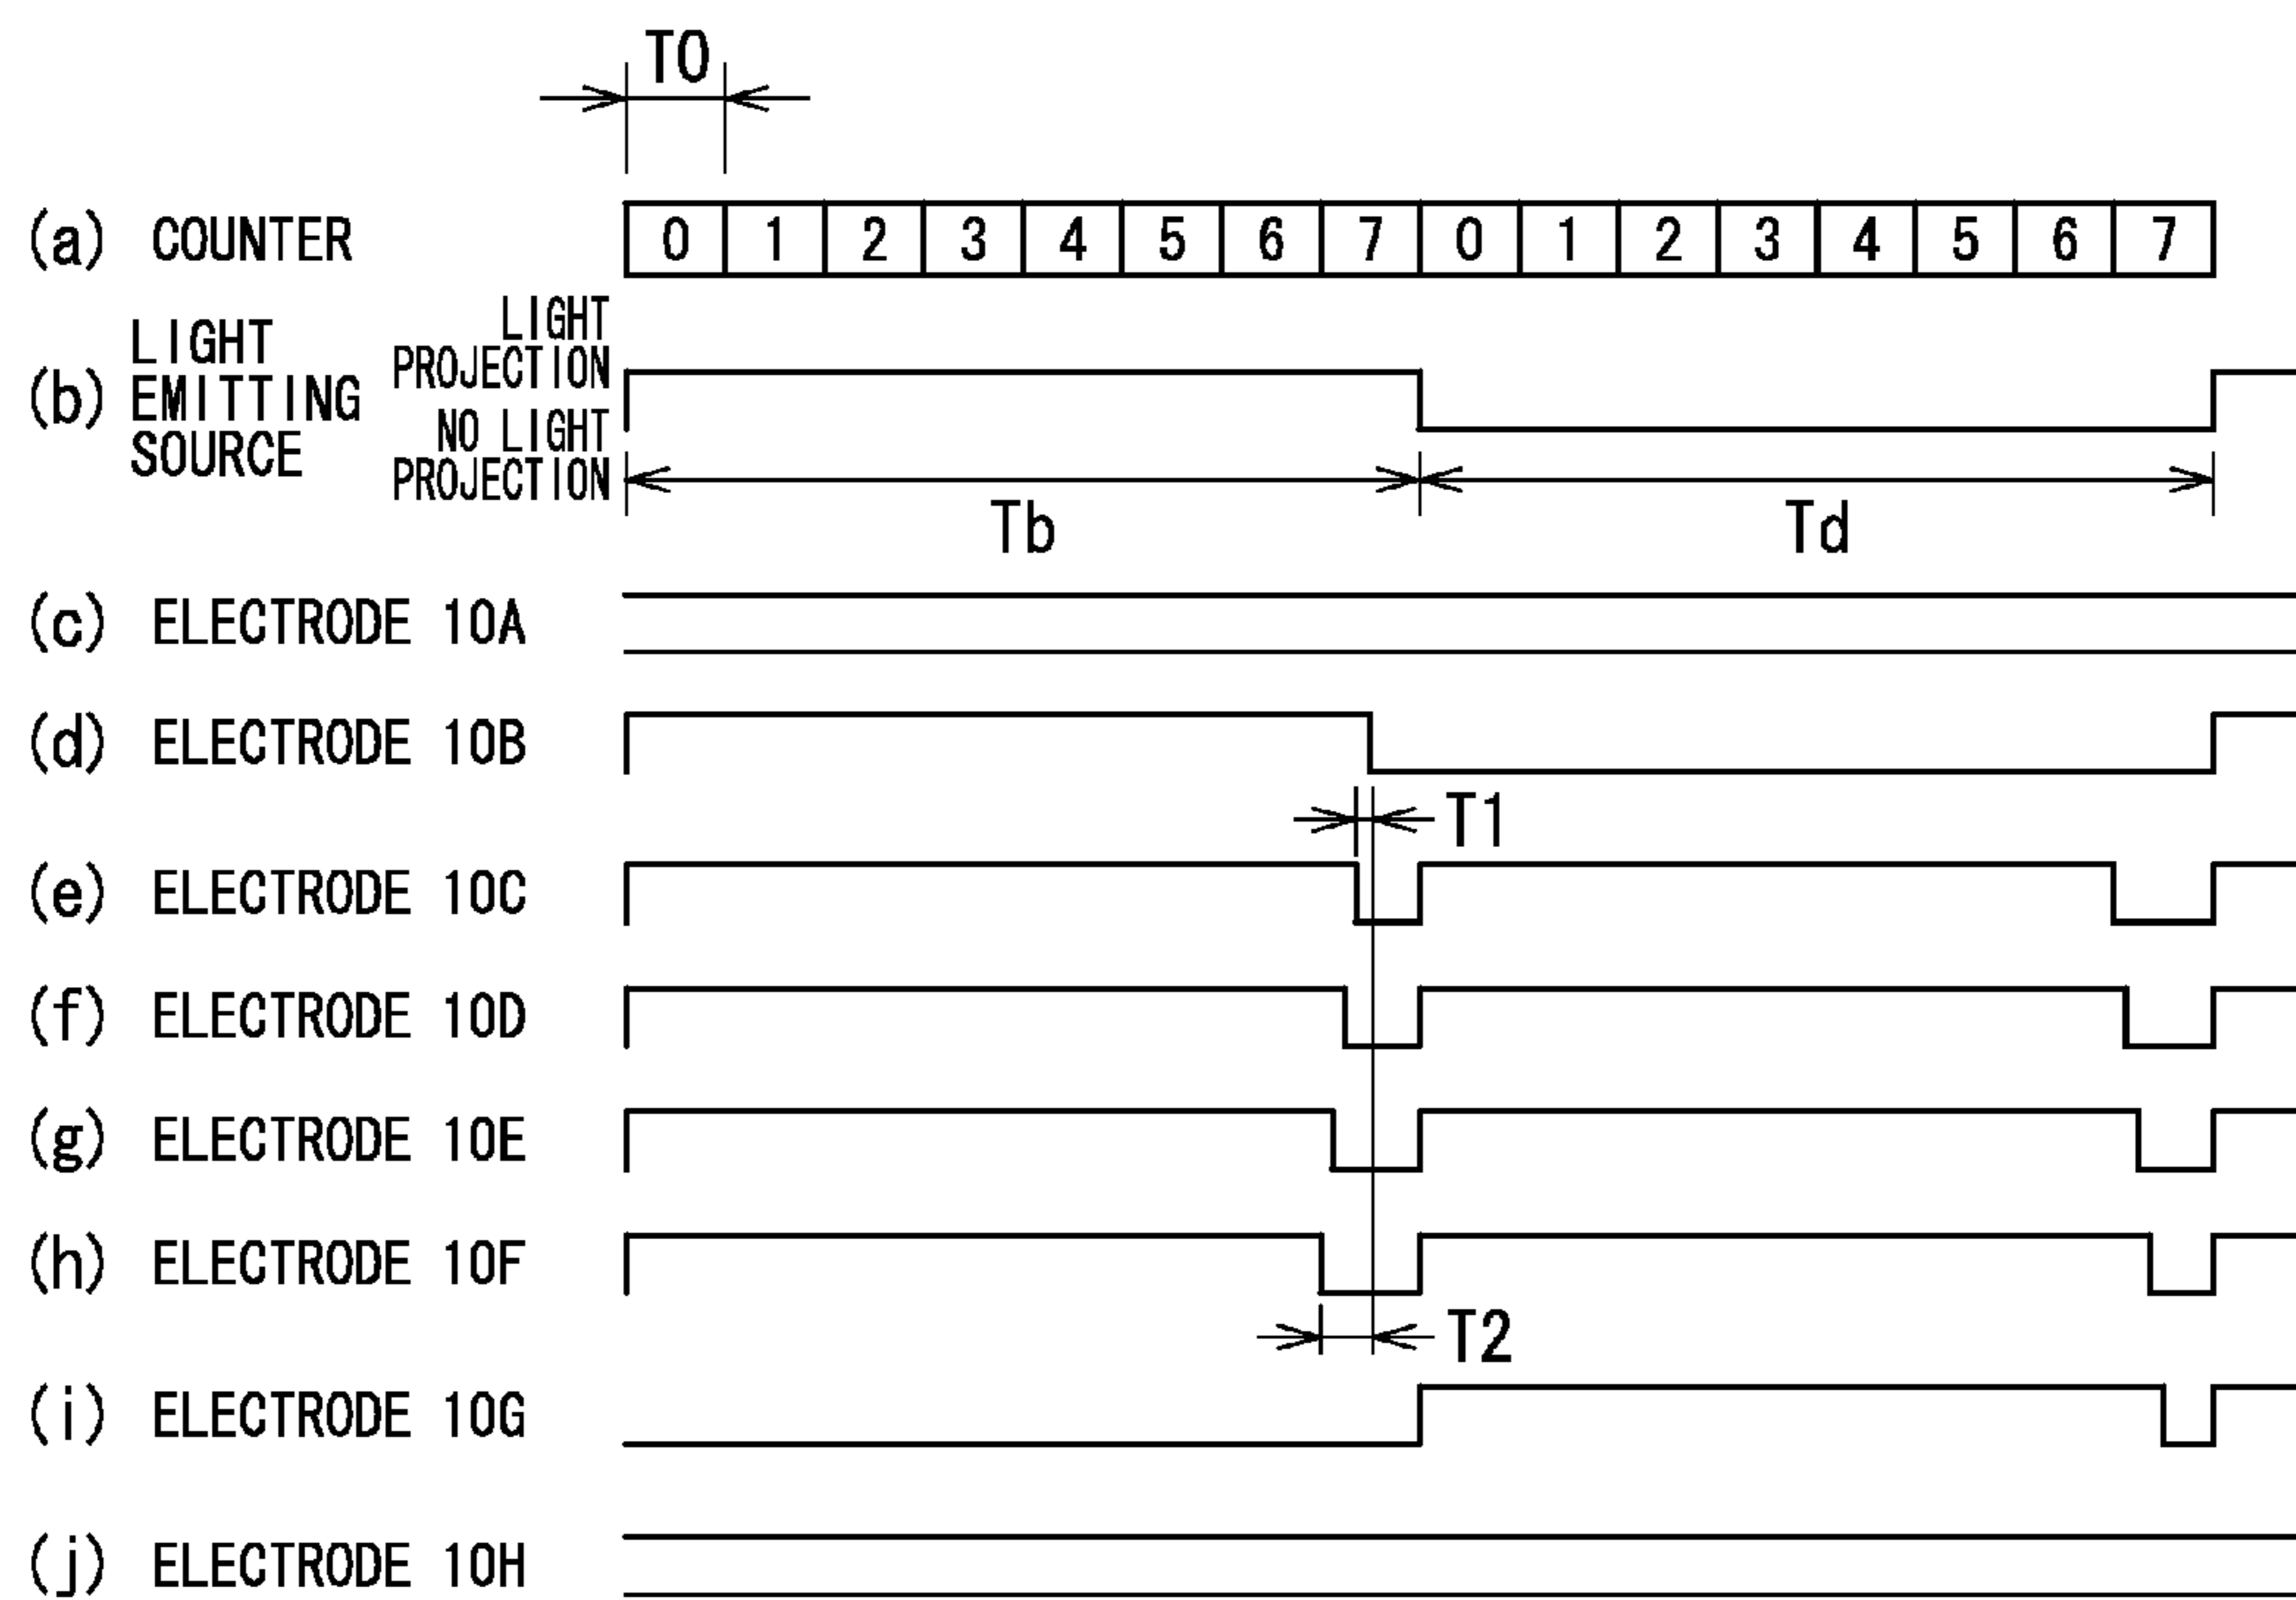 T0
(a) COUNTER 0 1 2 3 4 5 6 7 0 1 2 3 4 5 6 7
(b) LIGHT
EMITTING
SOURCE
LIGHT
PROJECTION
NO LIGHT
PROJECTION
Tb Td
(c) ELECTRODE 10A
(d) ELECTRODE 10B
T1
(e) ELECTRODE 10C
(f) ELECTRODE 10D
(g) ELECTRODE 10E
(h) ELECTRODE 10F
T2
(i) ELECTRODE 10G
(j) ELECTRODE 10H